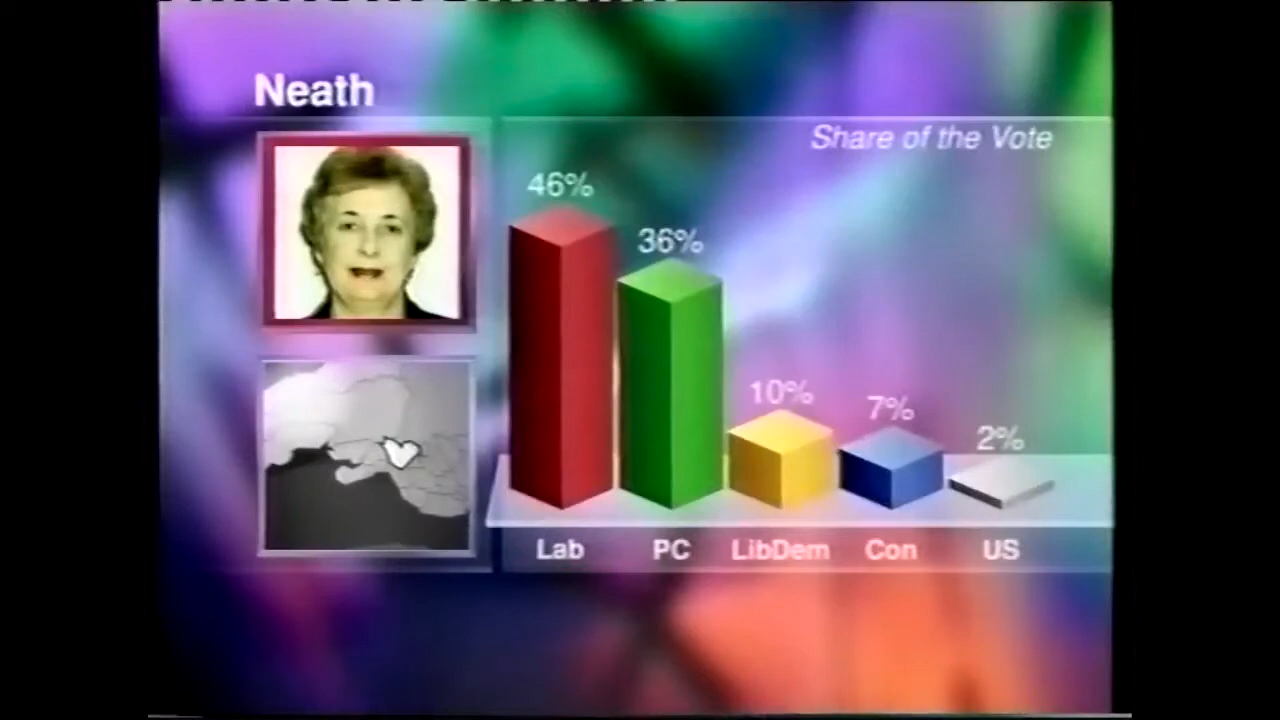 Neath
Share of the Vote
46%
36%
10%
7%
2%
Lab
PC
LibDem
Con
US